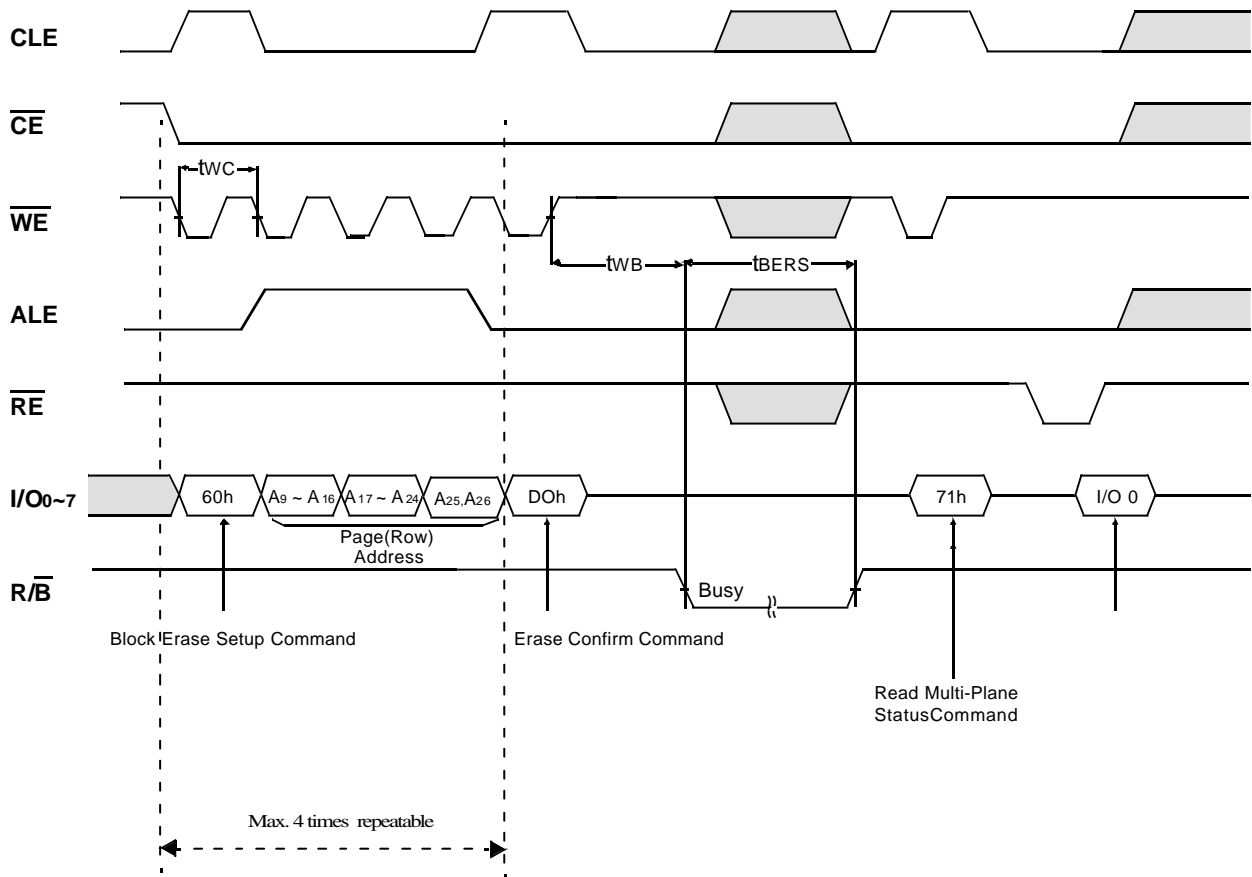 CLE
CE
tWC
WE
tWB
tBERS
ALE
RE
I/O0~7
60h
A9 ~ A16
A17 ~ A24
A25,A26
DOh
71h
I/O 0
Page(Row)
Address
R/B
Busy
Block Erase Setup Command
Erase Confirm Command
Read Multi-Plane
StatusCommand
Max. 4 times repeatable